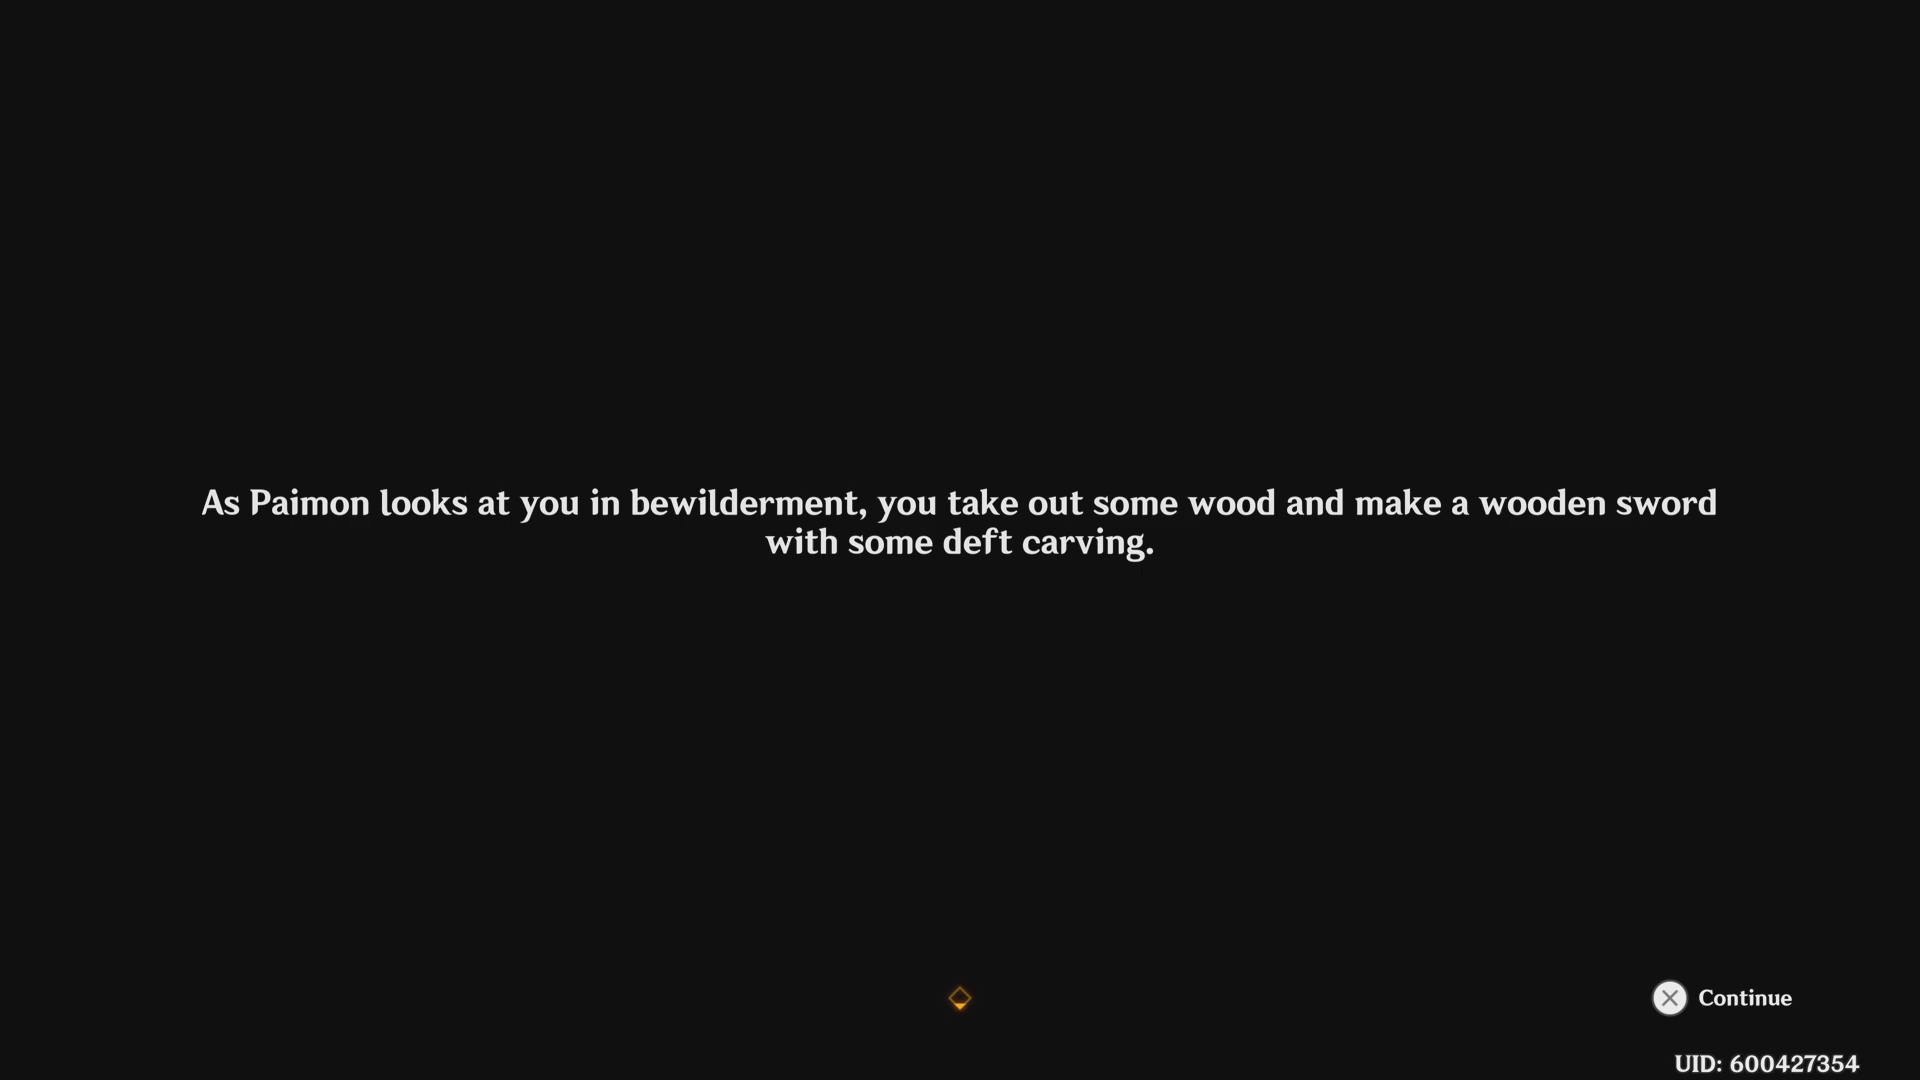 As Paimon looks at you in bewilderment, you take out some wood and make a wooden sword
with some deft carving.
Continue
UID: 600427354